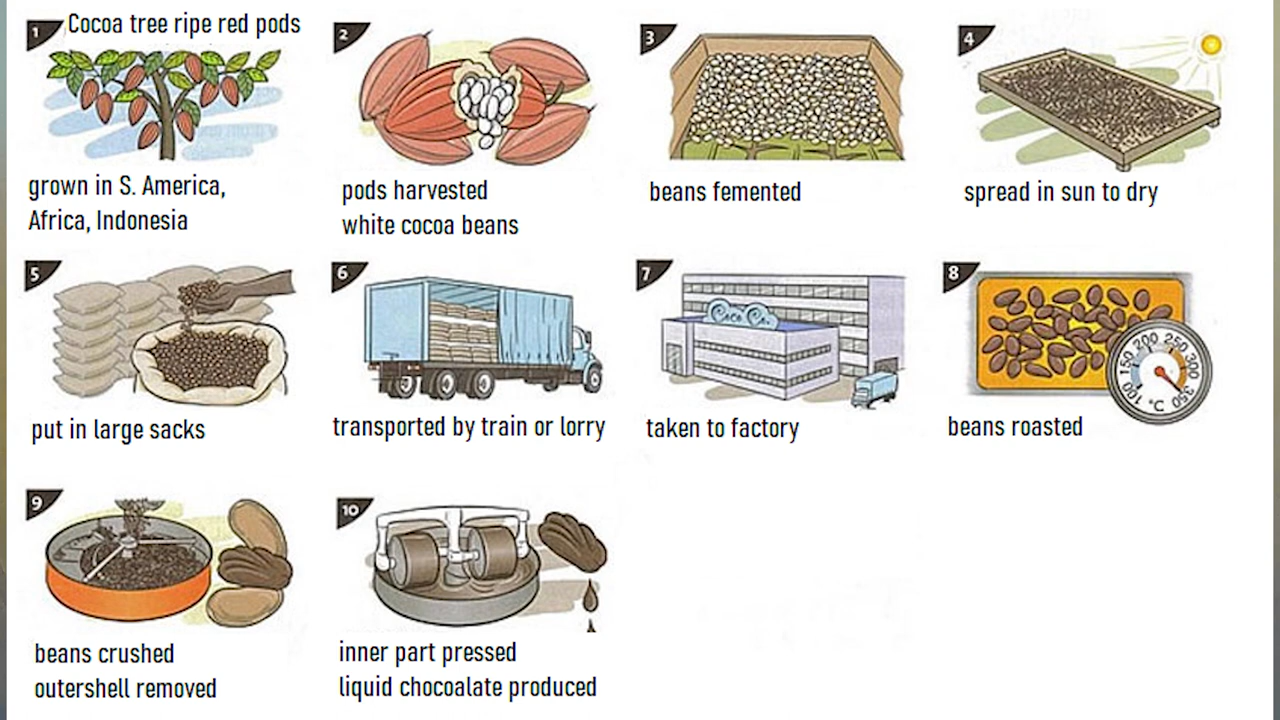 1
Cocoa tree ripe red pods
grown in S. America,
Africa, Indonesia
2
pods harvested
white cocoa beans
3
beans femented
4
spread in sun to dry
5
put in large sacks
6
transported by train or lorry
7
Coco Co.
taken to factory
8
100 150 200 250 300 350
°C
beans roasted
9
beans crushed
outershell removed
10
inner part pressed
liquid chocoalate produced